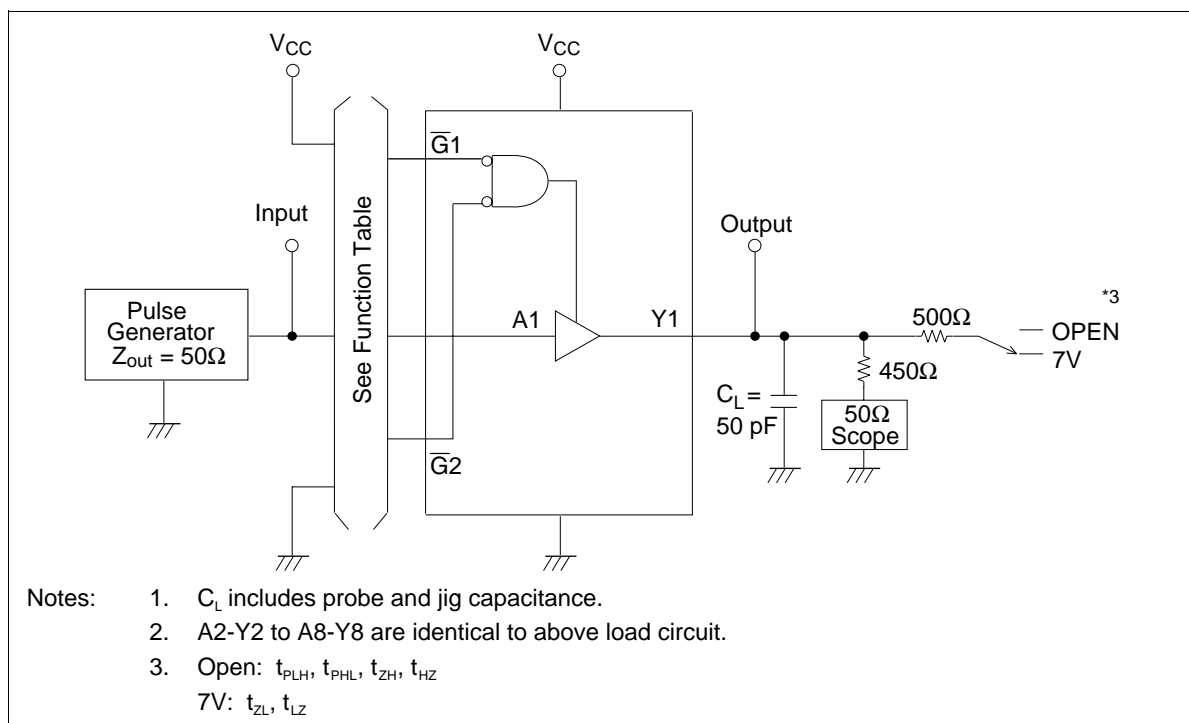 VCC
VCC
G̅1
Input
See Function Table
Output
Pulse
Generator
Zout = 50Ω
A1
Y1
500Ω
*3
OPEN
7V
450Ω
CL =
50 pF
50Ω
Scope
G̅2
Notes: 1. CL includes probe and jig capacitance.
2. A2-Y2 to A8-Y8 are identical to above load circuit.
3. Open: tPLH, tPHL, tZH, tHZ
7V: tZL, tLZ